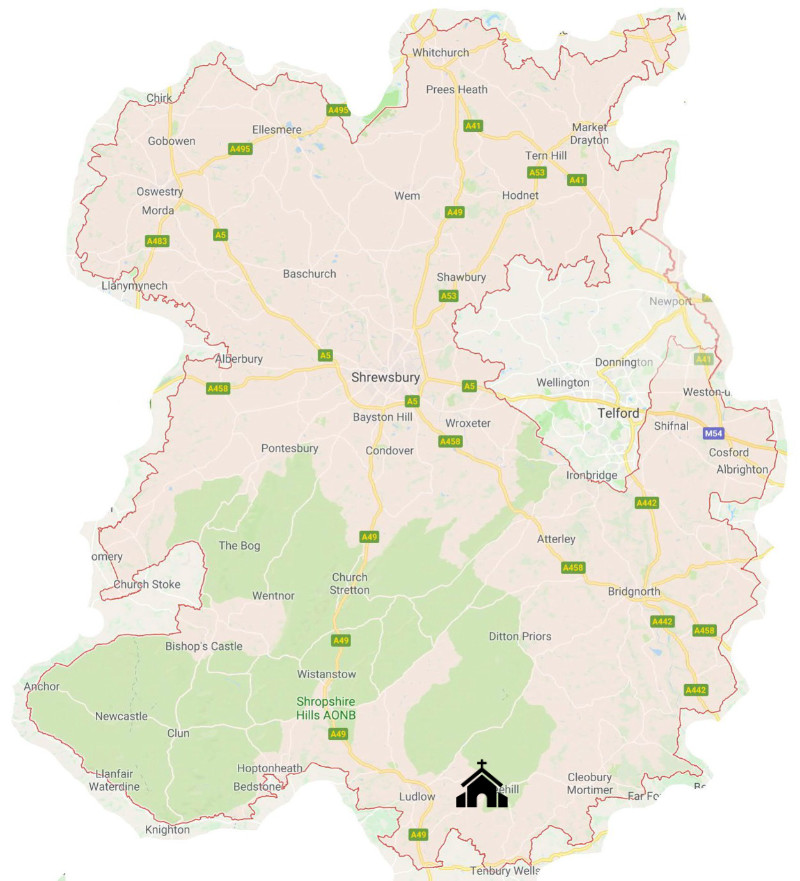 M
Whitchurch
Prees Heath
Chirk
A495
A41
Ellesmere
Market
Drayton
Gobowen
A495
Tern Hill
A53
A41
Oswestry
Wem
Hodnet
Morda
A49
A5
A483
Baschurch
Shawbury
Llanymynech
A53
Newport
Alberbury
A5
A41
Donnington
Shrewsbury
Wellington
A458
A5
Weston-u
A5
Telford
Bayston Hill
Wroxeter
Shifnal
M54
A458
Pontesbury
Condover
Cosford
Albrighton
Ironbridge
A442
A49
Atterley
The Bog
omery
A458
Church Stoke
Church
Stretton
Wentnor
Bridgnorth
A442
A458
A49
Ditton Priors
Bishop's Castle
Wistanstow
Anchor
A442
Shropshire
Hills AONB
Newcastle
Clun
A49
Hoptonheath
Llanfair
Waterdine
Bedstone
Cleobury
Mortimer
Ludlow
ehill
Far Fo
Knighton
A49
Tenbury Wells